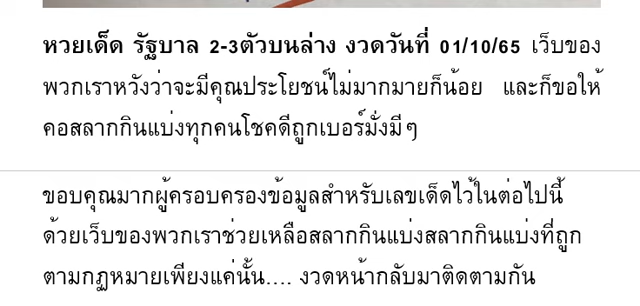 หวยเด็ด รัฐบาล 2-3ตัวบนล่าง งวดวันที่ 01/10/65 เว็บของ
พวกเราหวังว่าจะมีคุณประโยชน์ไม่มากมายก็น้อย และก็ขอให้
คอสลากกินแบ่งทุกคนโชคดีถูกเบอร์มั่งมีๆ
ขอบคุณมากผู้ครอบครองข้อมูลสำหรับเลขเด็ดไว้ในต่อไปนี้
ด้วยเว็บของพวกเราช่วยเหลือสลากกินแบ่งสลากกินแบ่งที่ถูก
ตามกฏหมายเพียงแค่นั้น.... งวดหน้ากลับมาติดตามกัน